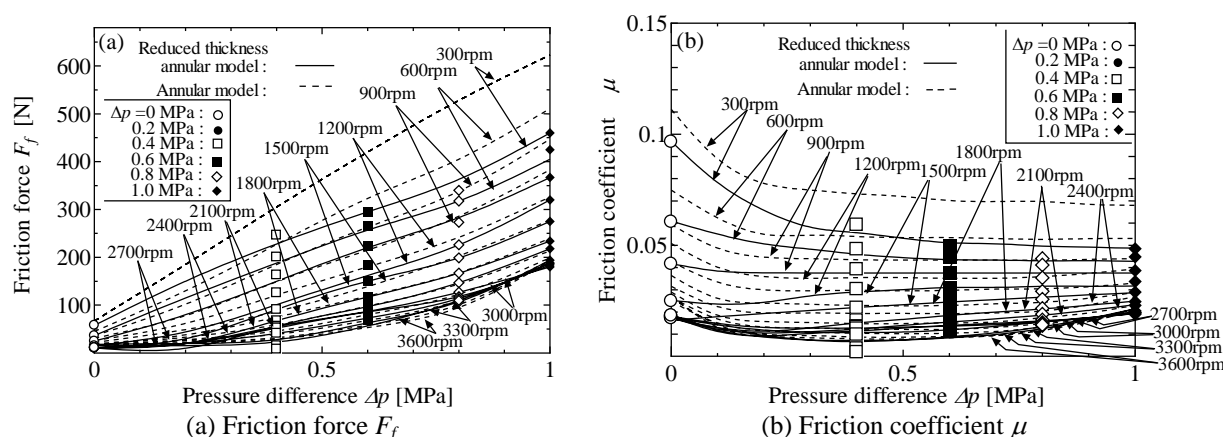 (a)
Reduced thickness
annular model :
Annular model :
300rpm
600rpm
900rpm
1200rpm
1500rpm
1800rpm
2100rpm
2400rpm
2700rpm
3000rpm
3300rpm
3600rpm
Δp =0 MPa :
0.2 MPa :
0.4 MPa :
0.6 MPa :
0.8 MPa :
1.0 MPa :
600
500
400
300
200
100
0
0.5
1
Friction force Ff [N]
Pressure difference Δp [MPa]
(a) Friction force Ff
(b)
Reduced thickness
annular model :
Annular model :
Δp =0 MPa :
0.2 MPa :
0.4 MPa :
0.6 MPa :
0.8 MPa :
1.0 MPa :
300rpm
600rpm
900rpm
1200rpm
1500rpm
1800rpm
2100rpm
2400rpm
2700rpm
3000rpm
3300rpm
3600rpm
0.15
0.1
0.05
0
0.5
1
Friction coefficient μ
Pressure difference Δp [MPa]
(b) Friction coefficient μ